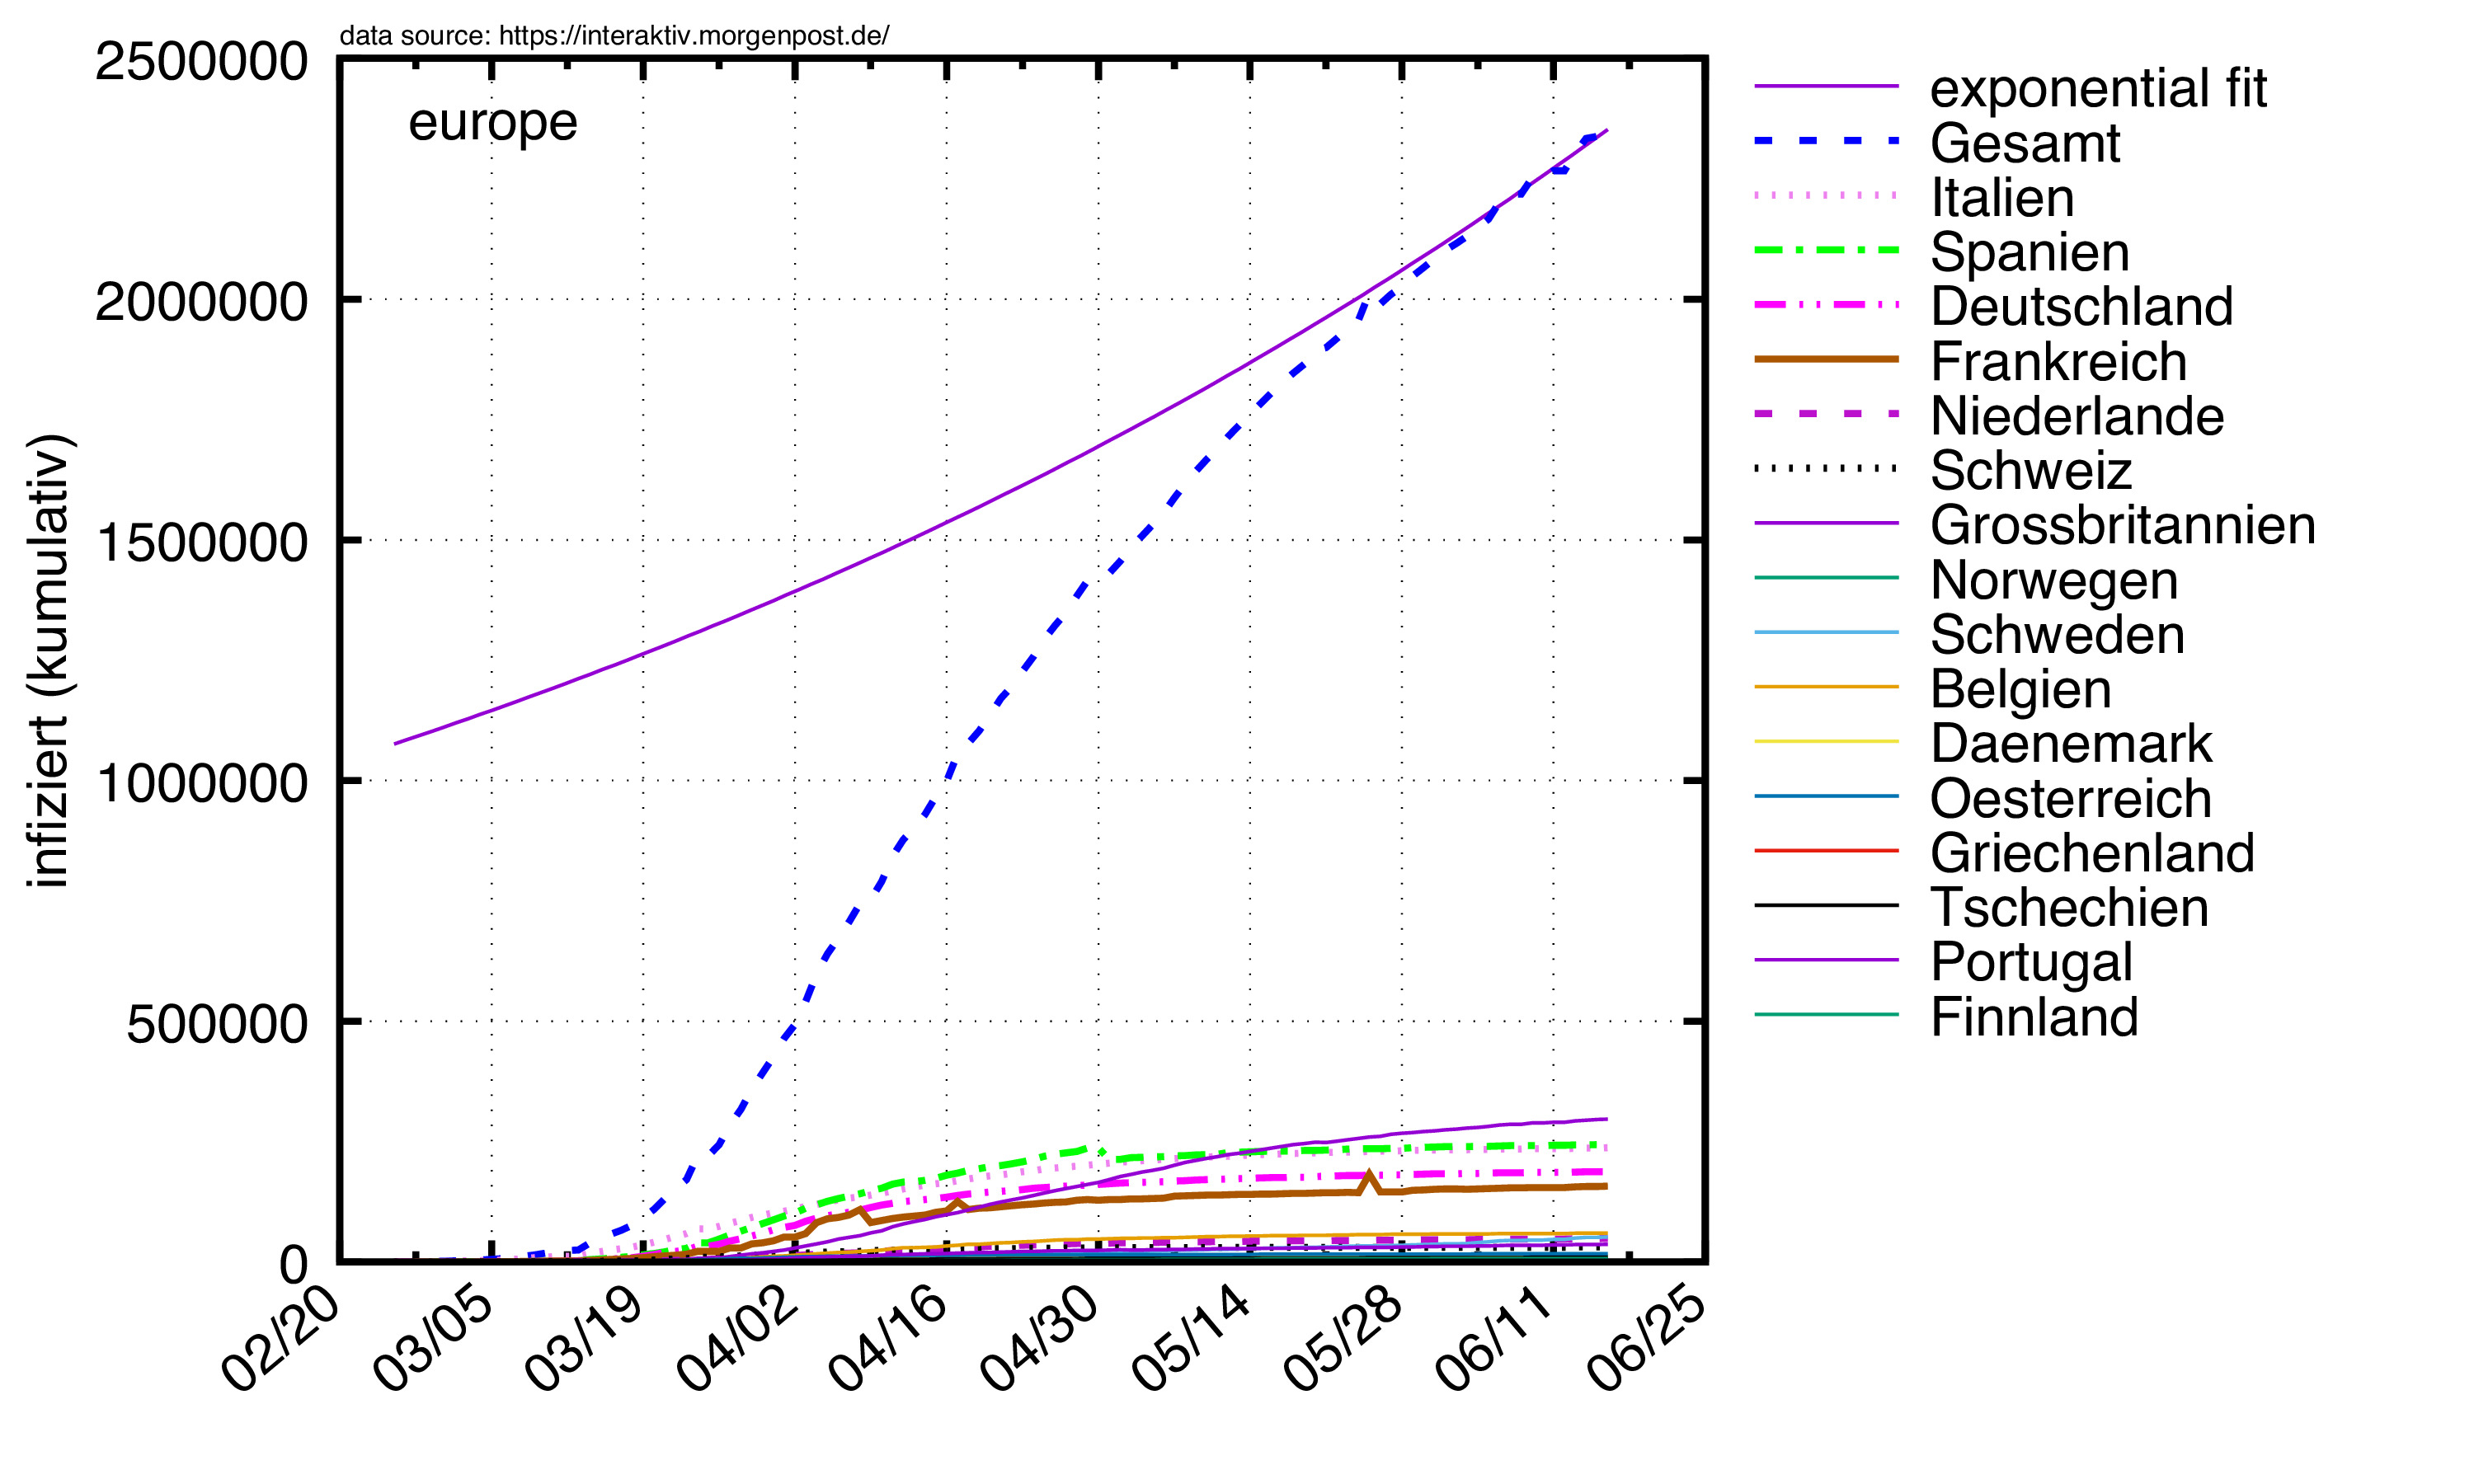 data source: https://interaktiv.morgenpost.de/
europe
infiziert (kumulativ)
2500000
2000000
1500000
1000000
500000
0
02/20
03/05
03/19
04/02
04/16
04/30
05/14
05/28
06/11
06/25
exponential fit
Gesamt
Italien
Spanien
Deutschland
Frankreich
Niederlande
Schweiz
Grossbritannien
Norwegen
Schweden
Belgien
Daenemark
Oesterreich
Griechenland
Tschechien
Portugal
Finnland